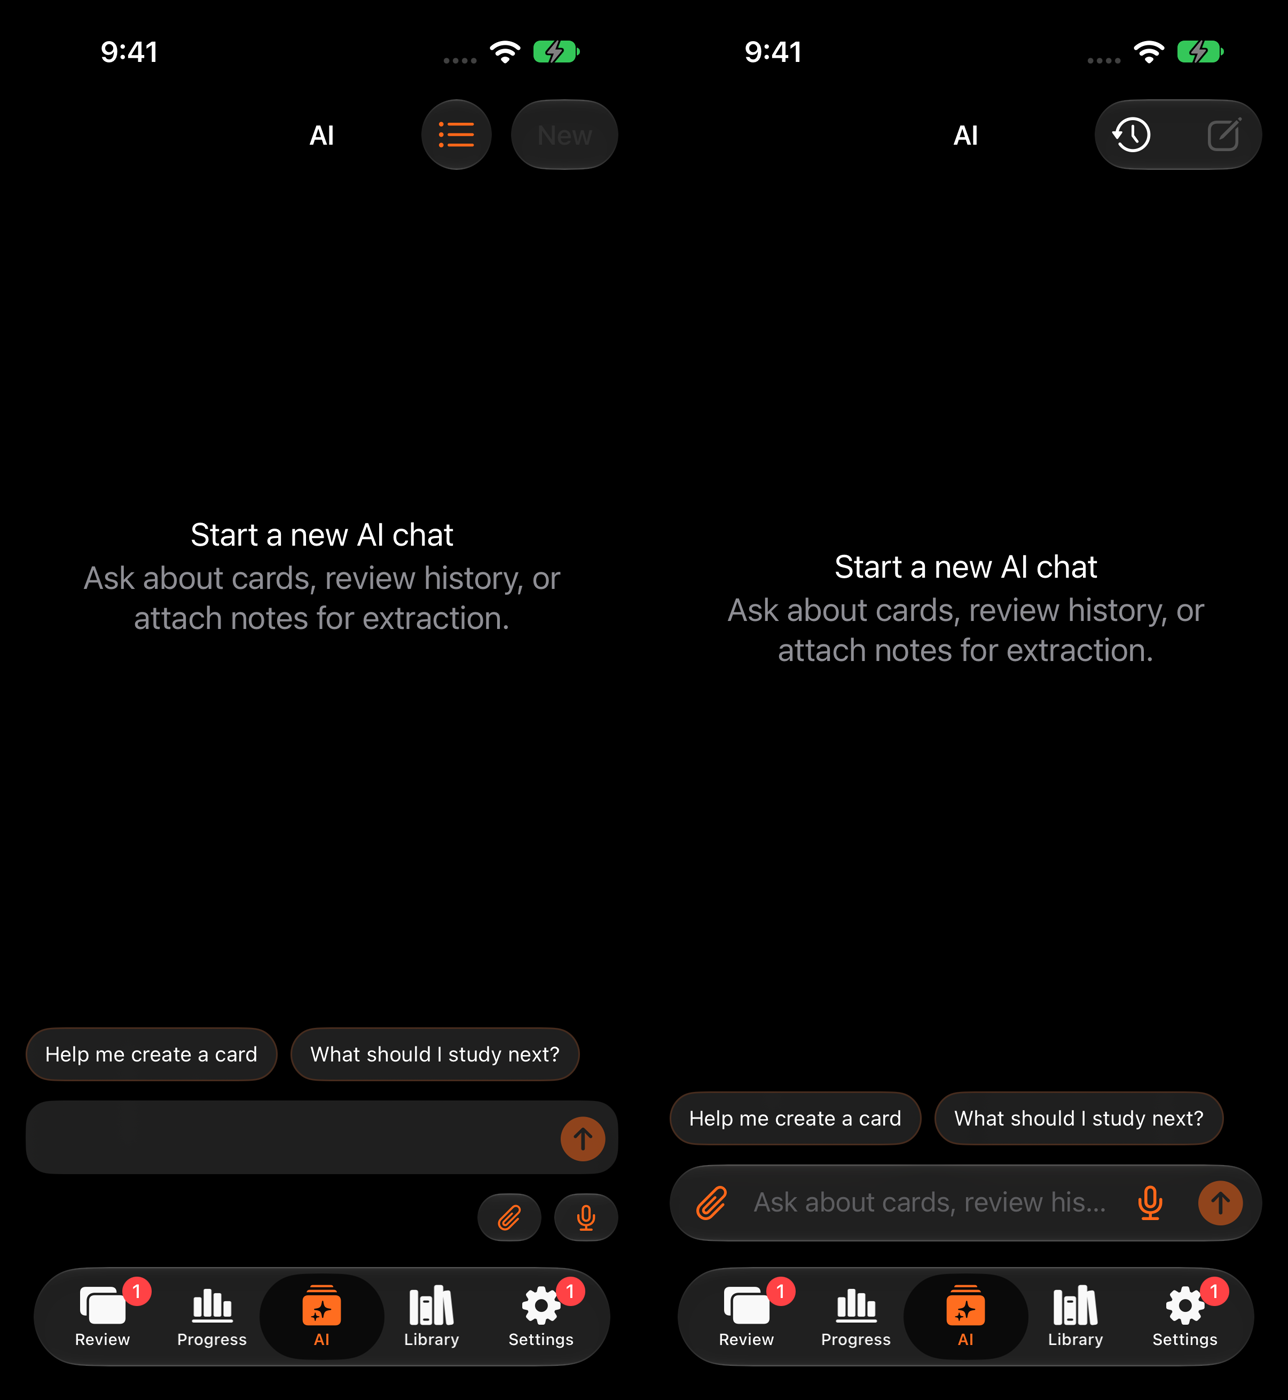 9:41
AI
New
Start a new AI chat
Ask about cards, review history, or
attach notes for extraction.
Help me create a card
What should I study next?
1
1
Review
Progress
AI
Library
Settings
9:41
AI
Start a new AI chat
Ask about cards, review history, or
attach notes for extraction.
Help me create a card
What should I study next?
Ask about cards, review his...
1
1
Review
Progress
AI
Library
Settings